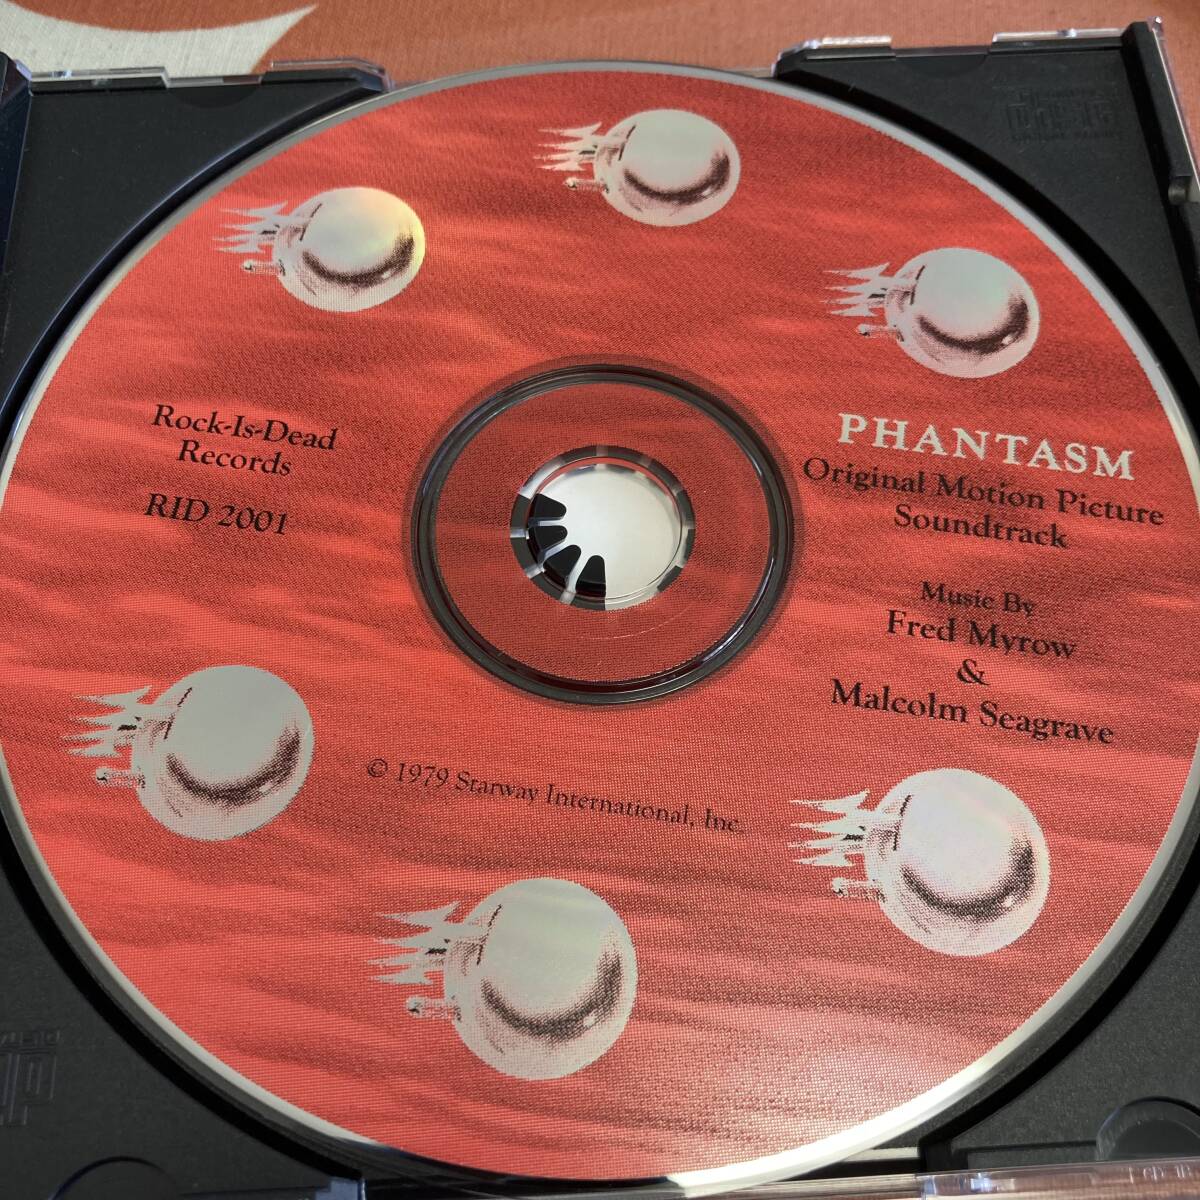 Rock-Is-Dead
Records
RID 2001
PHANTASM
Original Motion Picture
Soundtrack
Music By
Fred Myrow
&
Malcolm Seagrave
© 1979 Starway International, Inc.